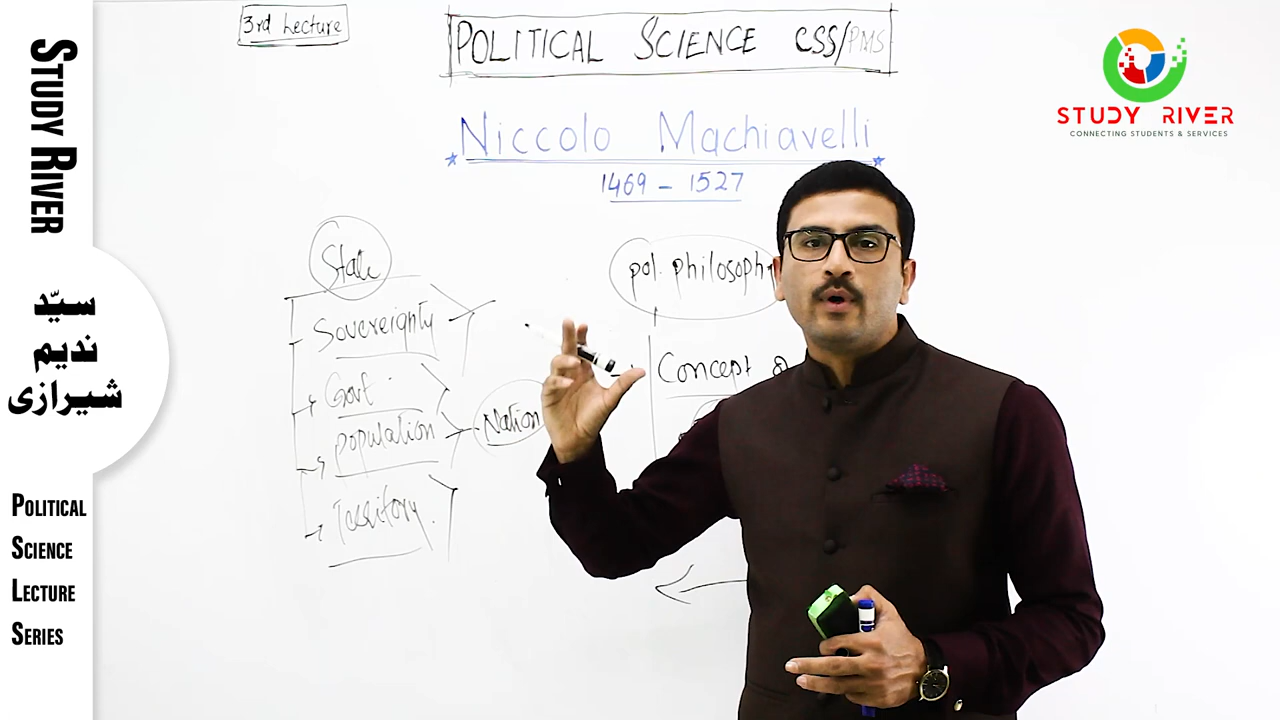 3rd Lecture
POLITICAL SCIENCE CSS/PMS
Niccolo Machiavelli
1469 - 1527
State
Sovereignty
Govt
population
Nation
Territory
pol. philosophy
Concept
STUDY RIVER
CONNECTING STUDENTS & SERVICES
STUDY RIVER
سیّد
ندیم
شیرازی
POLITICAL
SCIENCE
LECTURE
SERIES